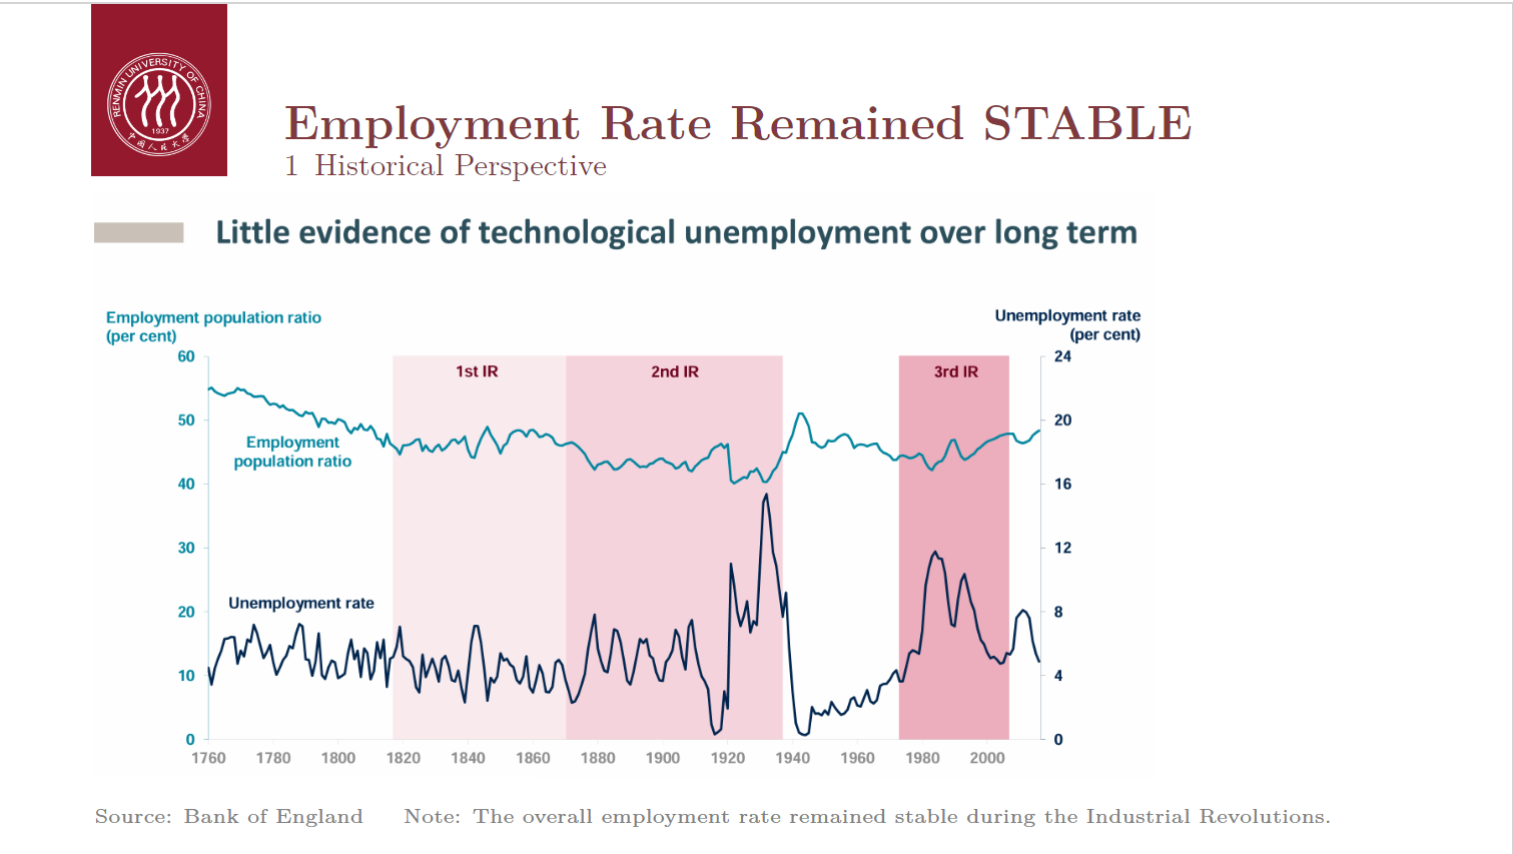 RENMIN UNIVERSITY OF CHINA
1937
中国人民大学
Employment Rate Remained STABLE
1 Historical Perspective
Little evidence of technological unemployment over long term
Employment population ratio
(per cent)
Unemployment rate
(per cent)
60
50
40
30
20
10
0
24
20
16
12
8
4
0
1st IR
2nd IR
3rd IR
Employment
population ratio
Unemployment rate
1760 1780 1800 1820 1840 1860 1880 1900 1920 1940 1960 1980 2000
Source: Bank of England Note: The overall employment rate remained stable during the Industrial Revolutions.